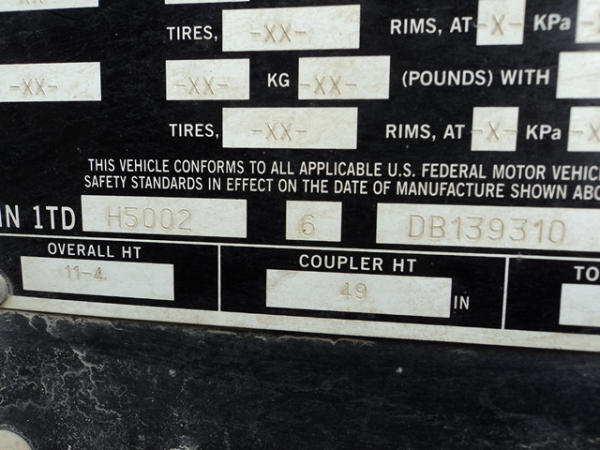 TIRES, -XX- RIMS, AT -X- KPa
-XX- -XX- KG -XX- (POUNDS) WITH
TIRES, -XX- RIMS, AT -X- KPa -X
THIS VEHICLE CONFORMS TO ALL APPLICABLE U.S. FEDERAL MOTOR VEHIC
SAFETY STANDARDS IN EFFECT ON THE DATE OF MANUFACTURE SHOWN ABO
IN 1TD H5002 6 DB139310
OVERALL HT COUPLER HT TO
11-4 49 IN